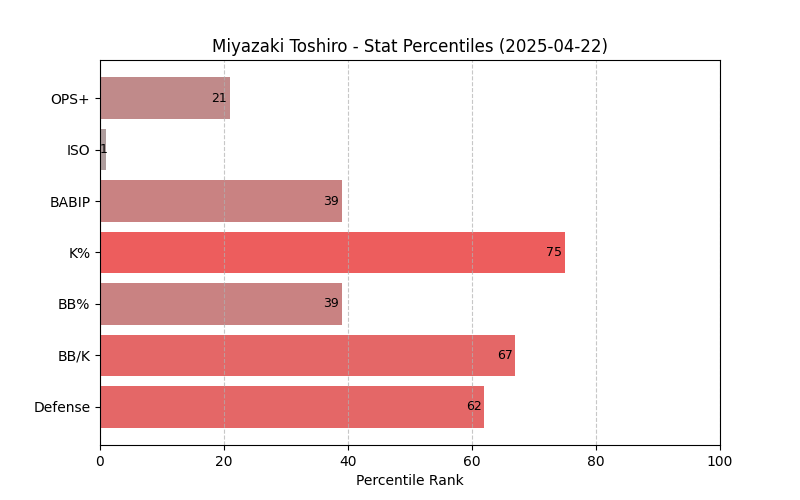 Miyazaki Toshiro - Stat Percentiles (2025-04-22)
OPS+ 21
ISO 1
BABIP 39
K% 75
BB% 39
BB/K 67
Defense 62
0 20 40 60 80 100
Percentile Rank